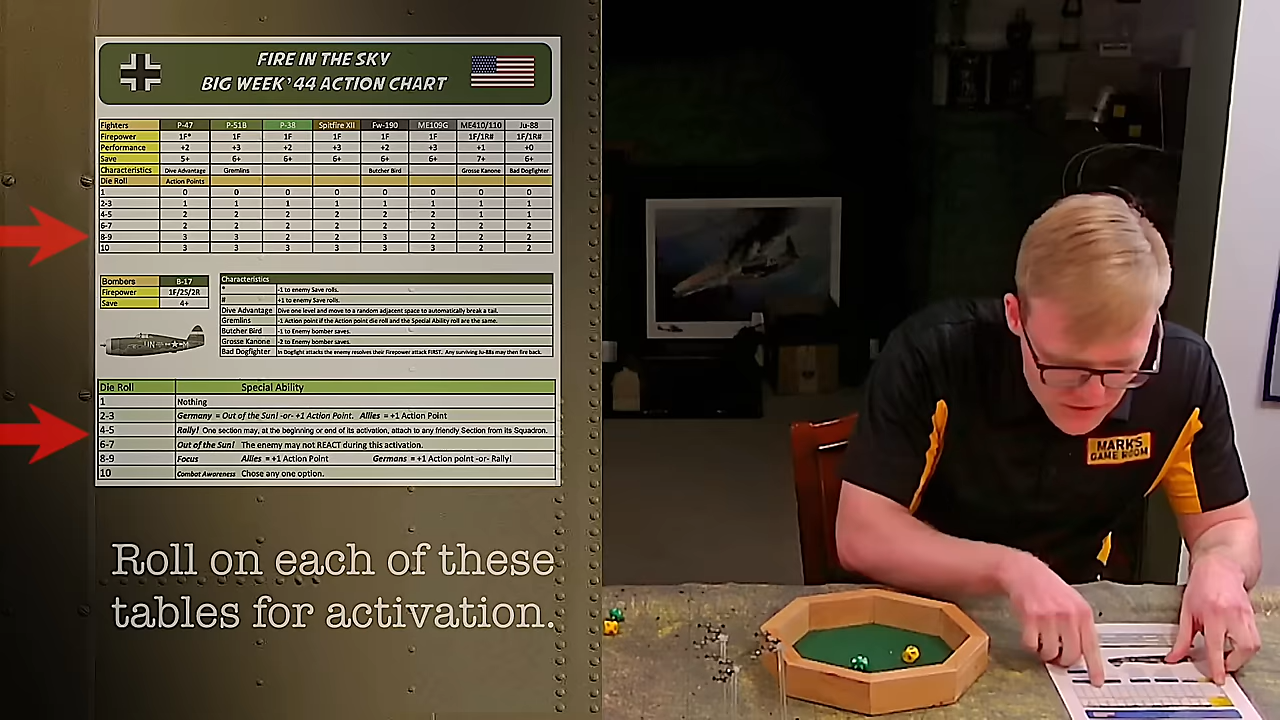 FIRE IN THE SKY
BIG WEEK '44 ACTION CHART
Fighters P-47 P-51B P-38 Spitfire XII Fw-190 ME109G ME410/110 Ju-88
Firepower 1F* 1F 1F 1F 1F 1F 1F/1R# 1F/1R#
Performance +2 +3 +2 +3 +2 +3 +1 +0
Save 5+ 6+ 6+ 6+ 6+ 6+ 7+ 6+
Characteristics Dive Advantage Gremlins Butcher Bird Grosse Kanone Bad Dogfighter
Die Roll Action Points
1 0 0 0 0 0 0 0 0
2-3 1 1 1 1 1 1 1 1
4-5 2 2 2 2 2 2 1 1
6-7 2 2 2 2 2 2 2 1
8-9 3 3 2 2 3 3 2 2
10 3 3 3 3 3 3 2 2
Bombers B-17
Firepower 1F/2S/2R
Save 4+
Characteristics
* -1 to enemy Save rolls.
# +1 to enemy Save rolls.
Dive Advantage Dive one level and move to a random adjacent space to automatically break a tail.
Gremlins -1 Action point if the Action point die roll and the Special Ability roll are the same.
Butcher Bird -1 to Enemy bomber saves.
Grosse Kanone -2 to Enemy bomber saves.
Bad Dogfighter In Dogfight attacks the enemy resolves their Firepower attack FIRST. Any surviving Ju-88s may then fire back.
Die Roll Special Ability
1 Nothing
2-3 Germany = Out of the Sun! -or- +1 Action Point. Allies = +1 Action Point
4-5 Rally! One section may, at the beginning or end of its activation, attach to any friendly Section from its Squadron.
6-7 Out of the Sun! The enemy may not REACT during this activation.
8-9 Focus Allies = +1 Action Point Germans = +1 Action point -or- Rally!
10 Combat Awareness Chose any one option.
Roll on each of these
tables for activation.
MARK'S
GAME ROOM